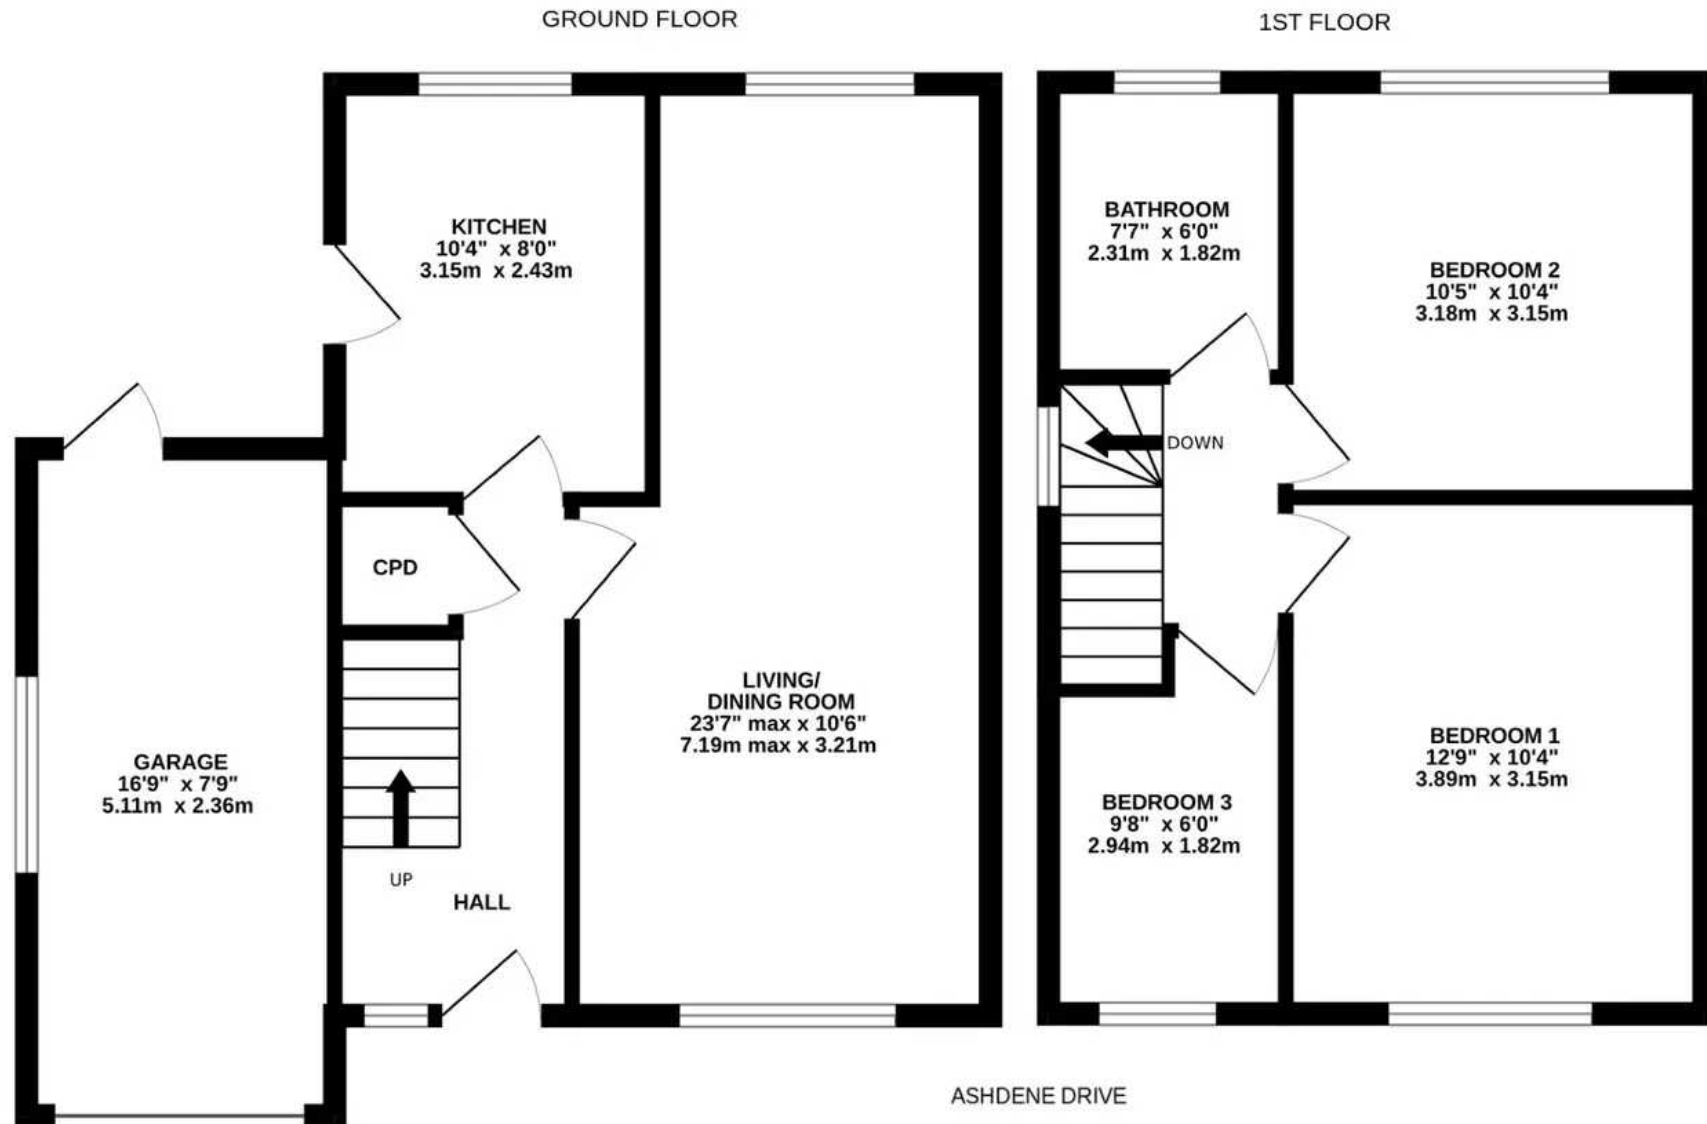 GROUND FLOOR
1ST FLOOR
KITCHEN
10'4" x 8'0"
3.15m x 2.43m
CPD
LIVING/
DINING ROOM
23'7" max x 10'6"
7.19m max x 3.21m
GARAGE
16'9" x 7'9"
5.11m x 2.36m
UP
HALL
BATHROOM
7'7" x 6'0"
2.31m x 1.82m
BEDROOM 2
10'5" x 10'4"
3.18m x 3.15m
DOWN
BEDROOM 1
12'9" x 10'4"
3.89m x 3.15m
BEDROOM 3
9'8" x 6'0"
2.94m x 1.82m
ASHDENE DRIVE